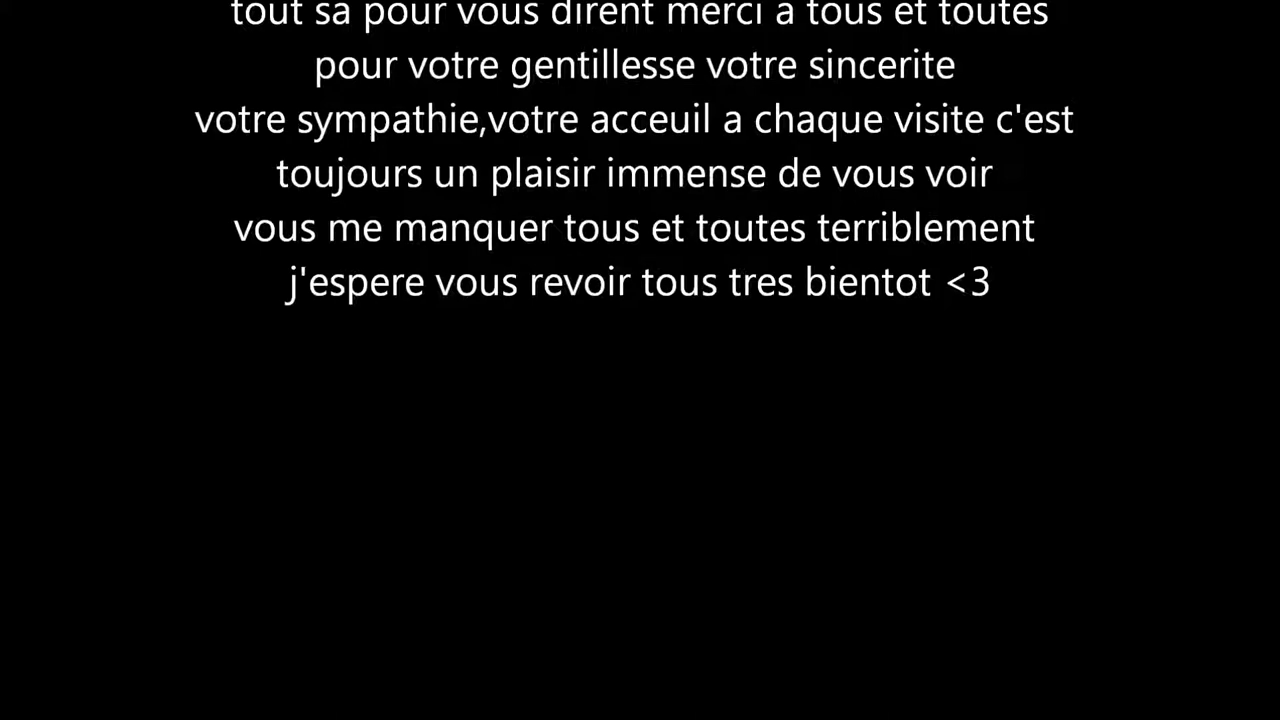 tout sa pour vous dirent merci a tous et toutes
pour votre gentillesse votre sincerite
votre sympathie,votre acceuil a chaque visite c'est
toujours un plaisir immense de vous voir
vous me manquer tous et toutes terriblement
j'espere vous revoir tous tres bientot <3